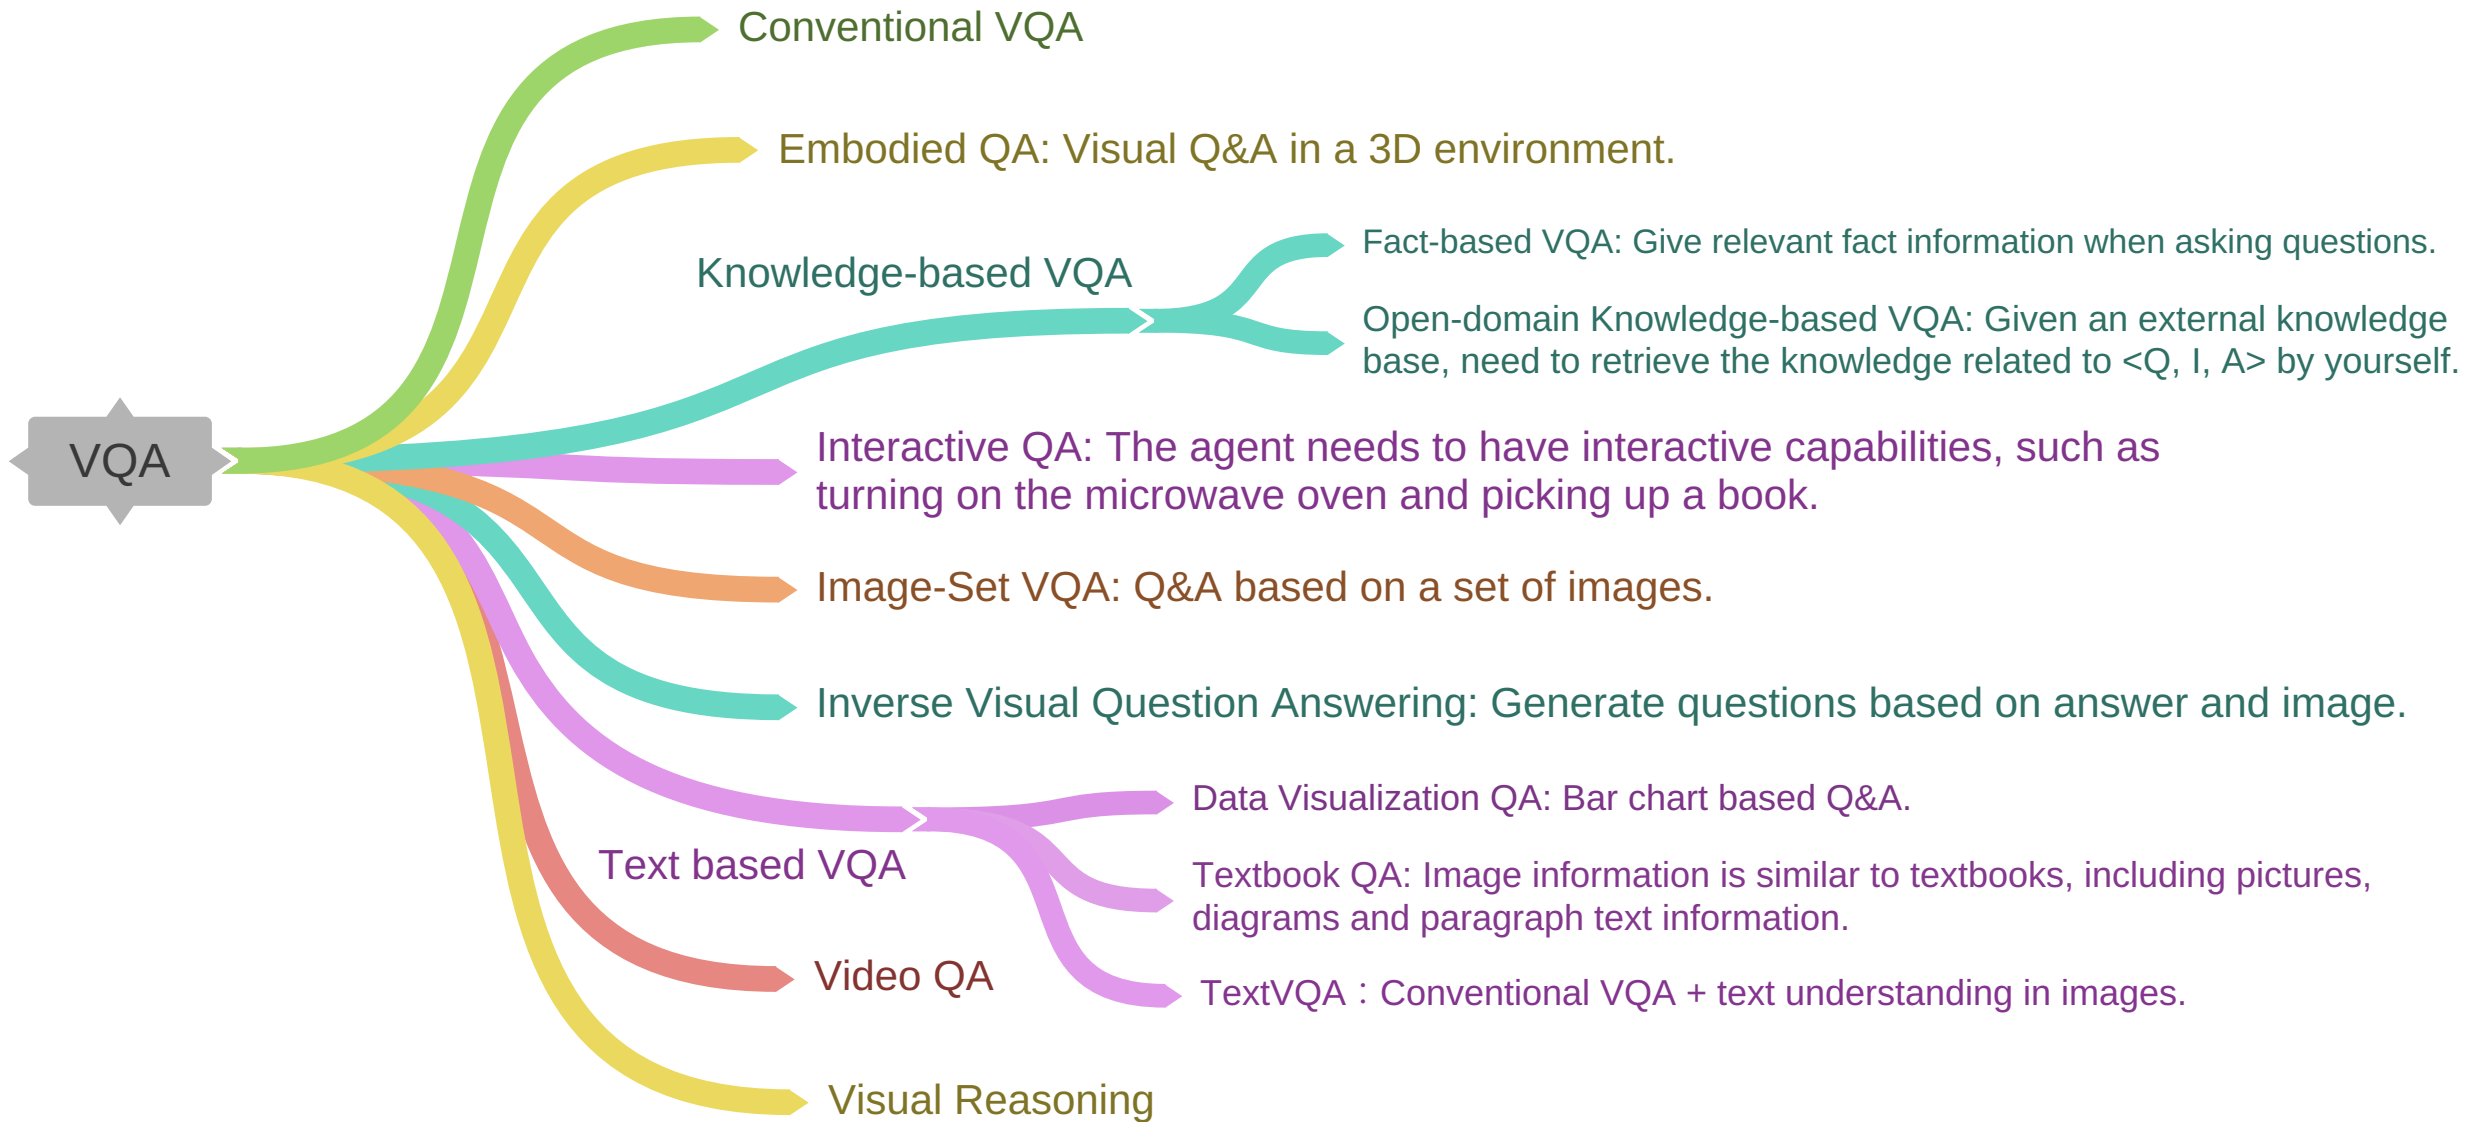 Conventional VQA
Embodied QA: Visual Q&A in a 3D environment.
Knowledge-based VQA
Fact-based VQA: Give relevant fact information when asking questions.
Open-domain Knowledge-based VQA: Given an external knowledge
base, need to retrieve the knowledge related to <Q, I, A> by yourself.
VQA
Interactive QA: The agent needs to have interactive capabilities, such as
turning on the microwave oven and picking up a book.
Image-Set VQA: Q&A based on a set of images.
Inverse Visual Question Answering: Generate questions based on answer and image.
Text based VQA
Data Visualization QA: Bar chart based Q&A.
Textbook QA: Image information is similar to textbooks, including pictures,
diagrams and paragraph text information.
TextVQA：Conventional VQA + text understanding in images.
Video QA
Visual Reasoning